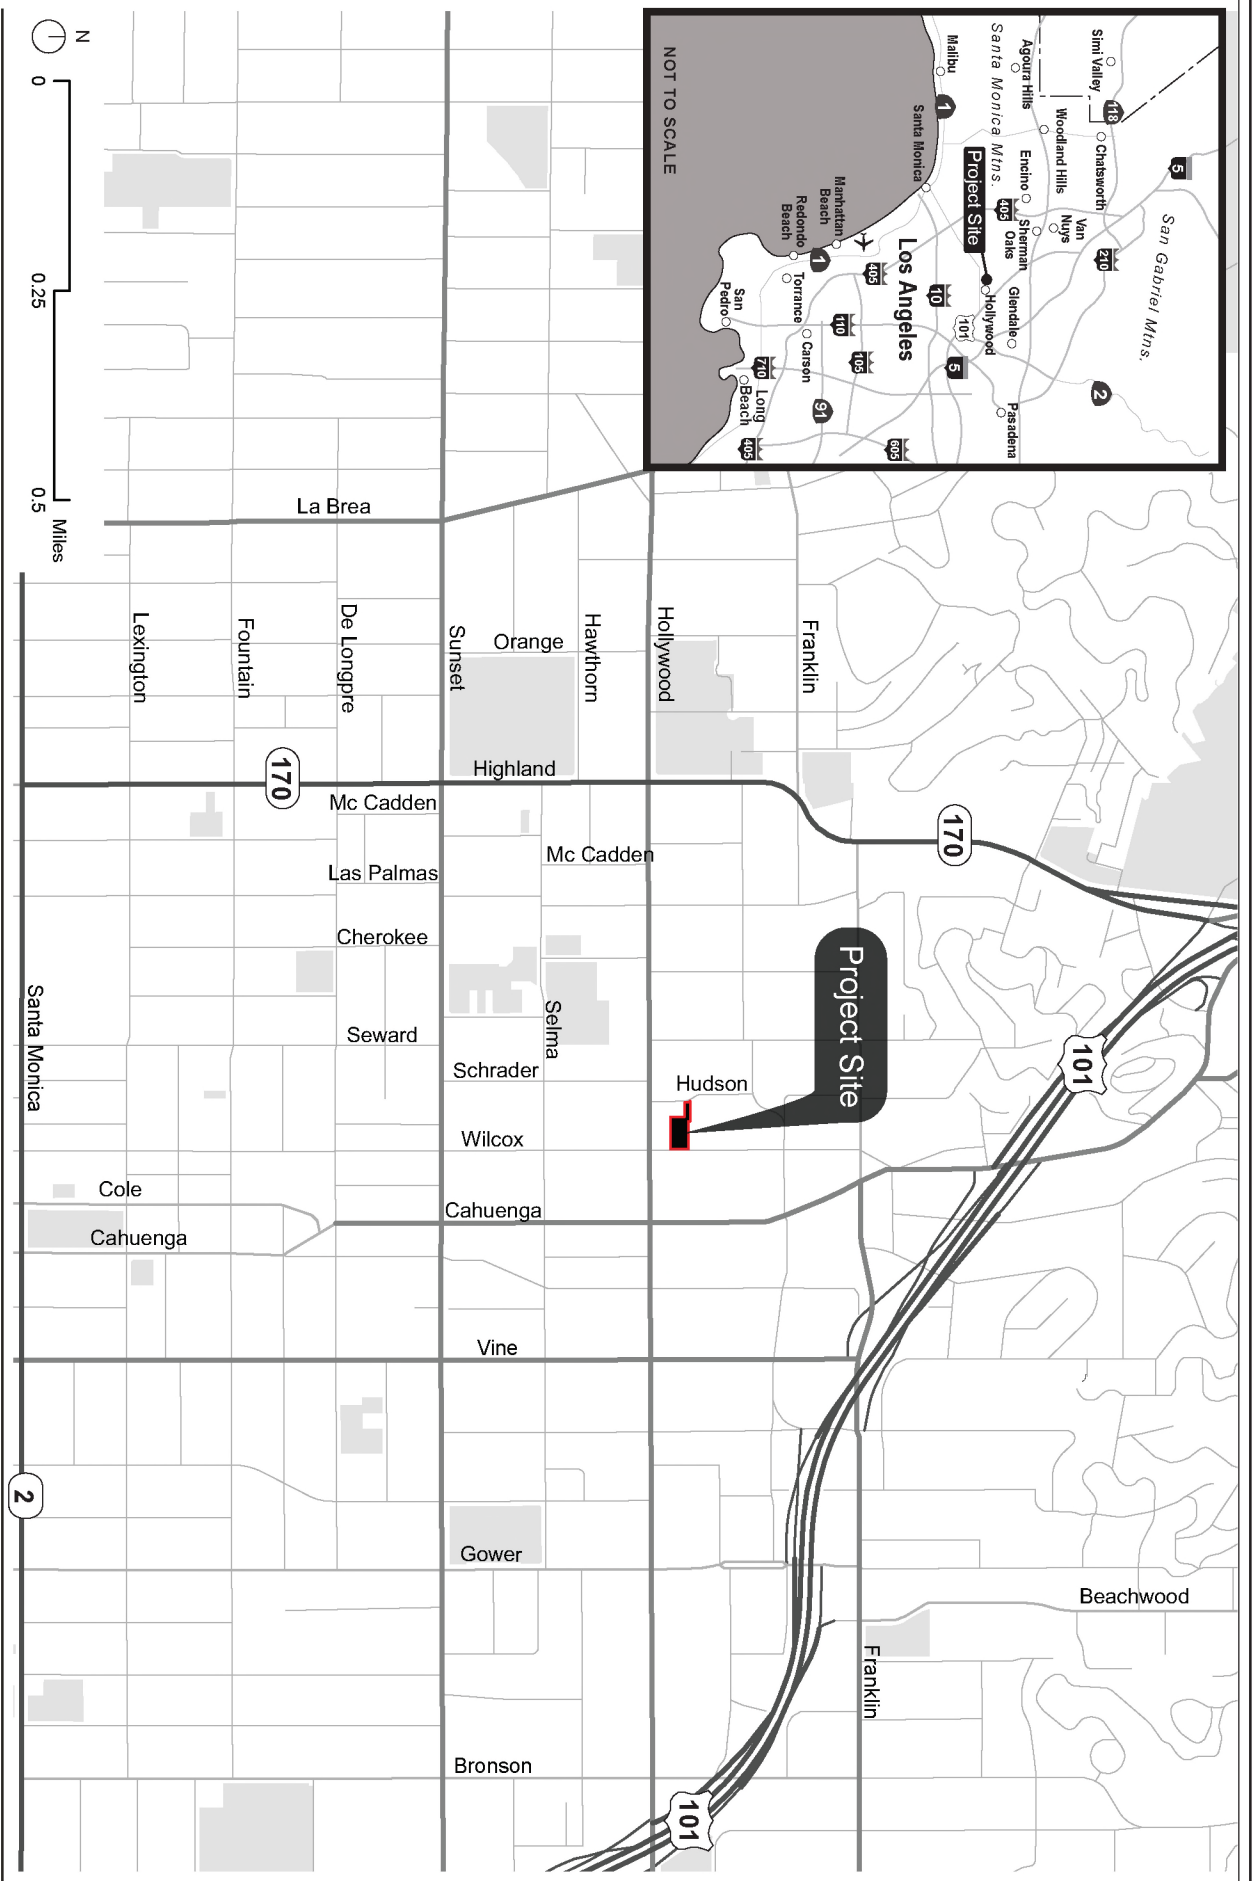 Simi Valley
118
Chatsworth
5
San Gabriel Mtns.
Agoura Hills
Woodland Hills
Santa Monica Mtns.
Encino
405
Van
Nuys
Sherman
Oaks
210
Malibu
1
Santa Monica
Project Site
Hollywood
Glendale
101
10
5
2
Pasadena
Los Angeles
Manhattan
Beach
Redondo
Beach
1
405
Torrance
110
105
Carson
91
605
San
Pedro
710
Long
Beach
405
NOT TO SCALE
N
0
0.25
0.5
Miles
La Brea
Lexington
Fountain
De Longpre
Sunset
Orange
Hawthorn
Hollywood
Franklin
Highland
170
170
Mc Cadden
Mc Cadden
Las Palmas
Cherokee
Selma
Seward
Schrader
Hudson
Project Site
101
Santa Monica
Wilcox
Cole
Cahuenga
Cahuenga
Vine
2
Gower
Beachwood
Franklin
Bronson
101